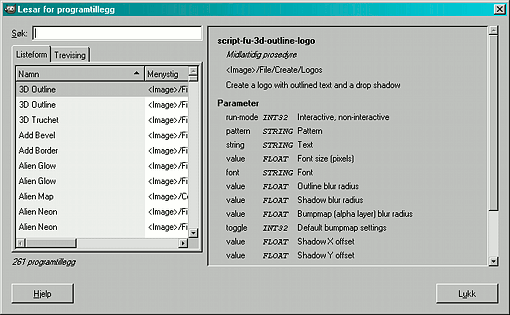 Lesar for programtillegg
Søk:
Listeform Trevising
Namn Menystig
3D Outline <Image>/Fi
3D Outline <Image>/Fi
3D Truchet <Image>/Fi
Add Bevel <Image>/Fi
Add Border <Image>/Fi
Alien Glow <Image>/Fi
Alien Glow <Image>/Fi
Alien Map <Image>/Co
Alien Neon <Image>/Fi
Alien Neon <Image>/Fi
261 programtillegg
Hjelp
script-fu-3d-outline-logo
Midlartidig prosedyre
<Image>/File/Create/Logos
Create a logo with outlined text and a drop shadow
Parameter
run-mode INT32 Interactive, non-interactive
pattern STRING Pattern
string STRING Text
value FLOAT Font size (pixels)
font STRING Font
value FLOAT Outline blur radius
value FLOAT Shadow blur radius
value FLOAT Bumpmap (alpha layer) blur radius
toggle INT32 Default bumpmap settings
value FLOAT Shadow X offset
value FLOAT Shadow Y offset
Lykk